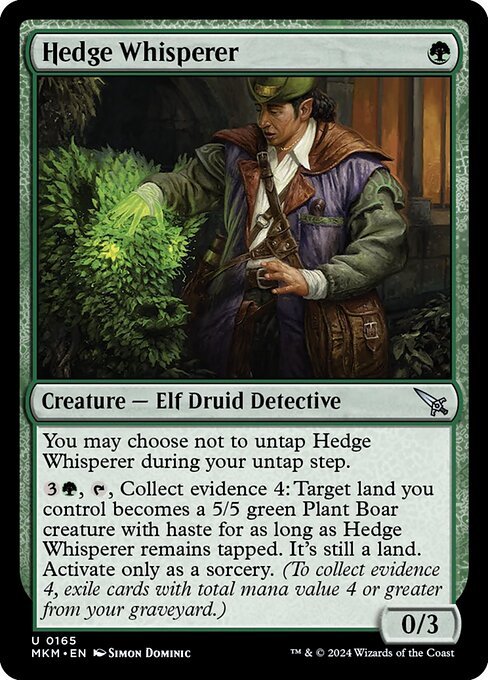 Hedge Whisperer
Creature — Elf Druid Detective
You may choose not to untap Hedge
Whisperer during your untap step.
3, , Collect evidence 4: Target land you
control becomes a 5/5 green Plant Boar
creature with haste for as long as Hedge
Whisperer remains tapped. It's still a land.
Activate only as a sorcery. (To collect evidence
4, exile cards with total mana value 4 or greater
from your graveyard.)
0/3
U 0165
MKM • EN Simon Dominic
™ & © 2024 Wizards of the Coast